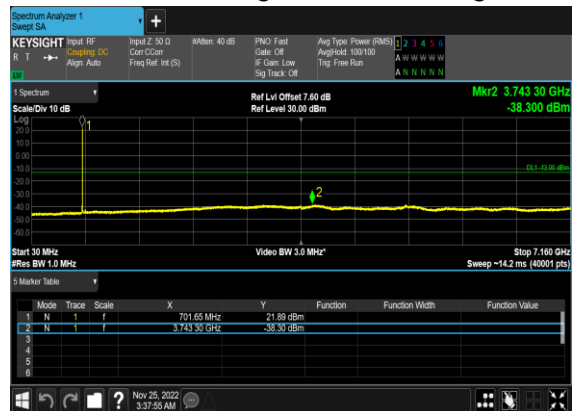 Spectrum Analyzer 1
Swept SA
+
KEYSIGHT Input: RF Input Z: 50 Ω #Atten: 40 dB PNO: Fast Avg Type: Power (RMS) 1 2 3 4 5 6
R T Coupling: DC Corr CCorr Gate: Off Avg|Hold: 100/100 A W W W W W
Align: Auto Freq Ref: Int (S) IF Gain: Low Trig: Free Run
Sig Track: Off A N N N N N
1 Spectrum Ref Lvl Offset 7.60 dB Mkr2 3.743 30 GHz
Scale/Div 10 dB Ref Level 30.00 dBm -38.300 dBm
Log
20.0
10.0
0.00
-10.0
-20.0
-30.0
-40.0
-50.0
-60.0
1
2
DL1 -13.00 dBm
Start 30 MHz Video BW 3.0 MHz* Stop 7.160 GHz
#Res BW 1.0 MHz Sweep ~14.2 ms (40001 pts)
5 Marker Table
Mode Trace Scale X Y Function Function Width Function Value
1 N 1 f 701.65 MHz 21.89 dBm
2 N 1 f 3.743 30 GHz -38.30 dBm
3
4
5
6
? Nov 25, 2022
3:37:55 AM